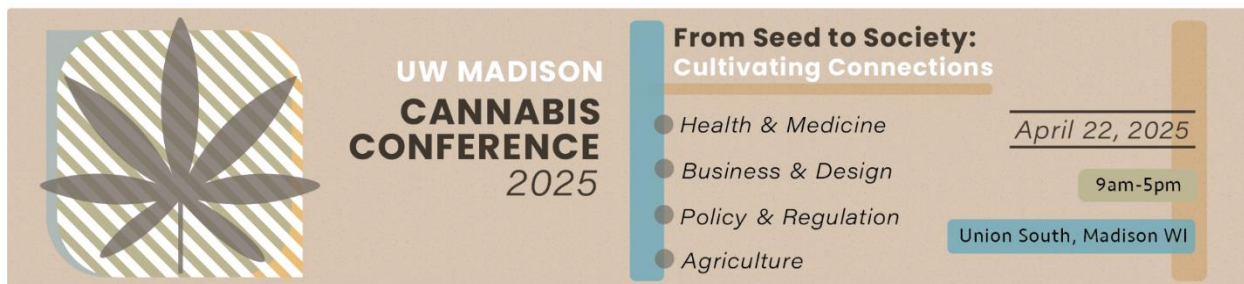 UW MADISON
CANNABIS
CONFERENCE
2025
From Seed to Society:
Cultivating Connections
Health & Medicine
Business & Design
Policy & Regulation
Agriculture
April 22, 2025
9am-5pm
Union South, Madison WI